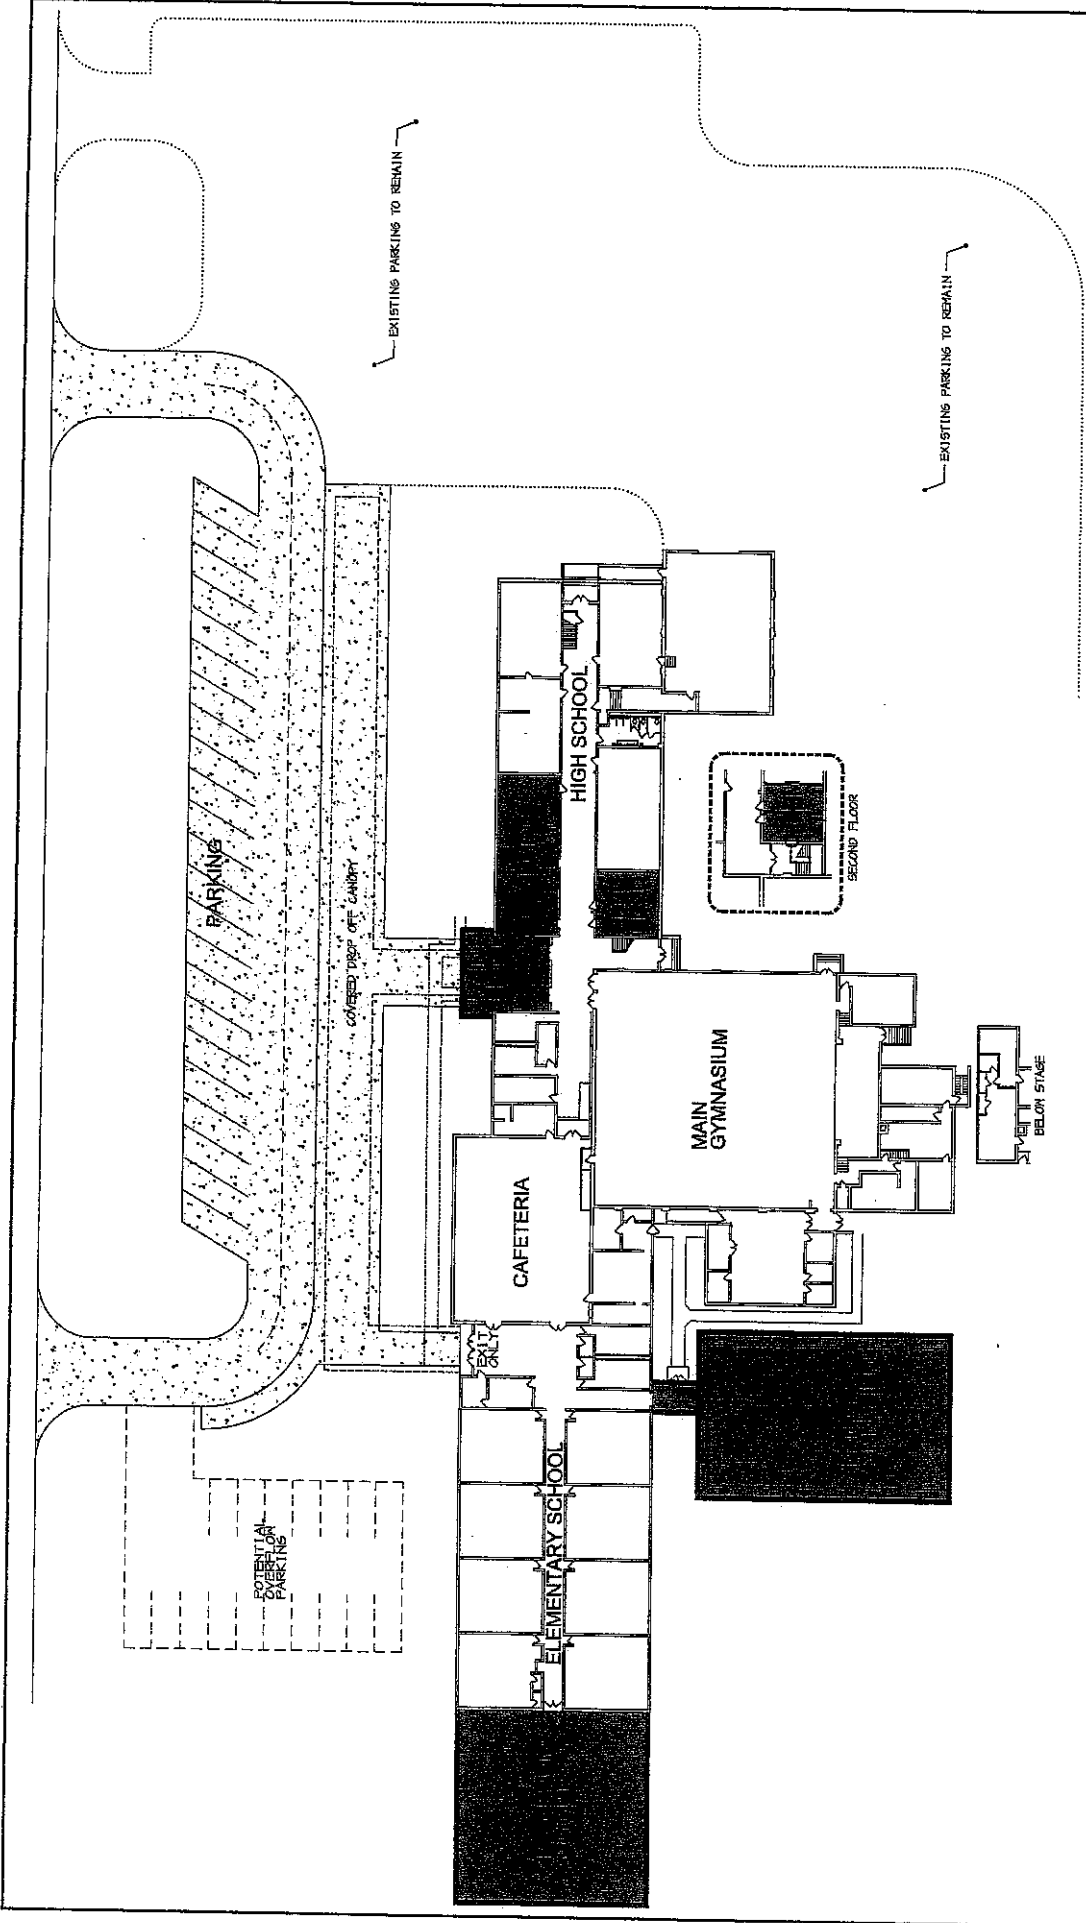 EXISTING PARKING TO REMAIN
EXISTING PARKING TO REMAIN
PARKING
COVERED DROP OFF CANOPY
HIGH SCHOOL
SECOND FLOOR
MAIN
GYMNASIUM
BELOW STAGE
CAFETERIA
EXIT
ONLY
ELEMENTARY SCHOOL
POTENTIAL
OVERFLOW
PARKING